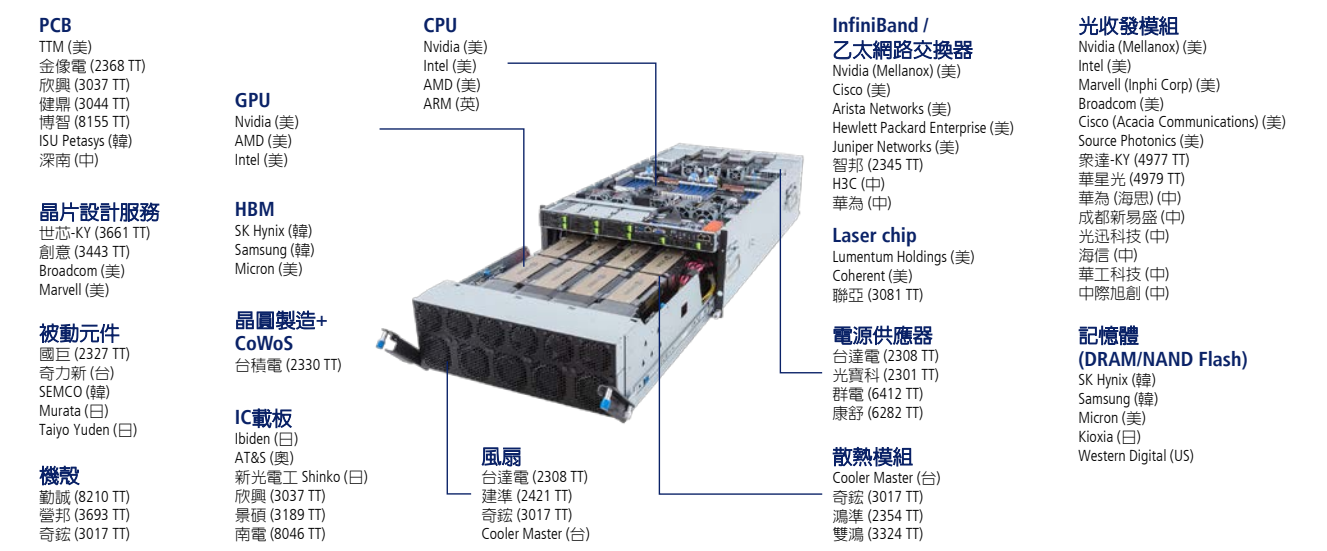 PCB
TTM (美)
金像電 (2368 TT)
欣興 (3037 TT)
健鼎 (3044 TT)
博智 (8155 TT)
ISU Petasys (韓)
深南 (中)
晶片設計服務
世芯-KY (3661 TT)
創意 (3443 TT)
Broadcom (美)
Marvell (美)
被動元件
國巨 (2327 TT)
奇力新 (台)
SEMCO (韓)
Murata (日)
Taiyo Yuden (日)
機殼
勤誠 (8210 TT)
營邦 (3693 TT)
奇鋐 (3017 TT)
GPU
Nvidia (美)
AMD (美)
Intel (美)
HBM
SK Hynix (韓)
Samsung (韓)
Micron (美)
晶圓製造+
CoWoS
台積電 (2330 TT)
IC載板
Ibiden (日)
AT&S (奧)
新光電工 Shinko (日)
欣興 (3037 TT)
景碩 (3189 TT)
南電 (8046 TT)
CPU
Nvidia (美)
Intel (美)
AMD (美)
ARM (英)
風扇
台達電 (2308 TT)
建準 (2421 TT)
奇鋐 (3017 TT)
Cooler Master (台)
InfiniBand /
乙太網路交換器
Nvidia (Mellanox) (美)
Cisco (美)
Arista Networks (美)
Hewlett Packard Enterprise (美)
Juniper Networks (美)
智邦 (2345 TT)
H3C (中)
華為 (中)
Laser chip
Lumentum Holdings (美)
Coherent (美)
聯亞 (3081 TT)
電源供應器
台達電 (2308 TT)
光寶科 (2301 TT)
群電 (6412 TT)
康舒 (6282 TT)
散熱模組
Cooler Master (台)
奇鋐 (3017 TT)
鴻準 (2354 TT)
雙鴻 (3324 TT)
光收發模組
Nvidia (Mellanox) (美)
Intel (美)
Marvell (Inphi Corp) (美)
Broadcom (美)
Cisco (Acacia Communications) (美)
Source Photonics (美)
眾達-KY (4977 TT)
華星光 (4979 TT)
華為 (海思) (中)
成都新易盛 (中)
光迅科技 (中)
海信 (中)
華工科技 (中)
中際旭創 (中)
記憶體
(DRAM/NAND Flash)
SK Hynix (韓)
Samsung (韓)
Micron (美)
Kioxia (日)
Western Digital (US)